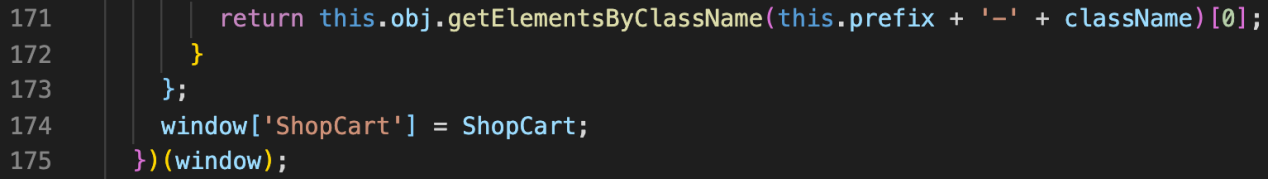 171 return this.obj.getElementsByClassName(this.prefix + '-' + className)[0];
172 }
173 };
174 window['ShopCart'] = ShopCart;
175 })(window);